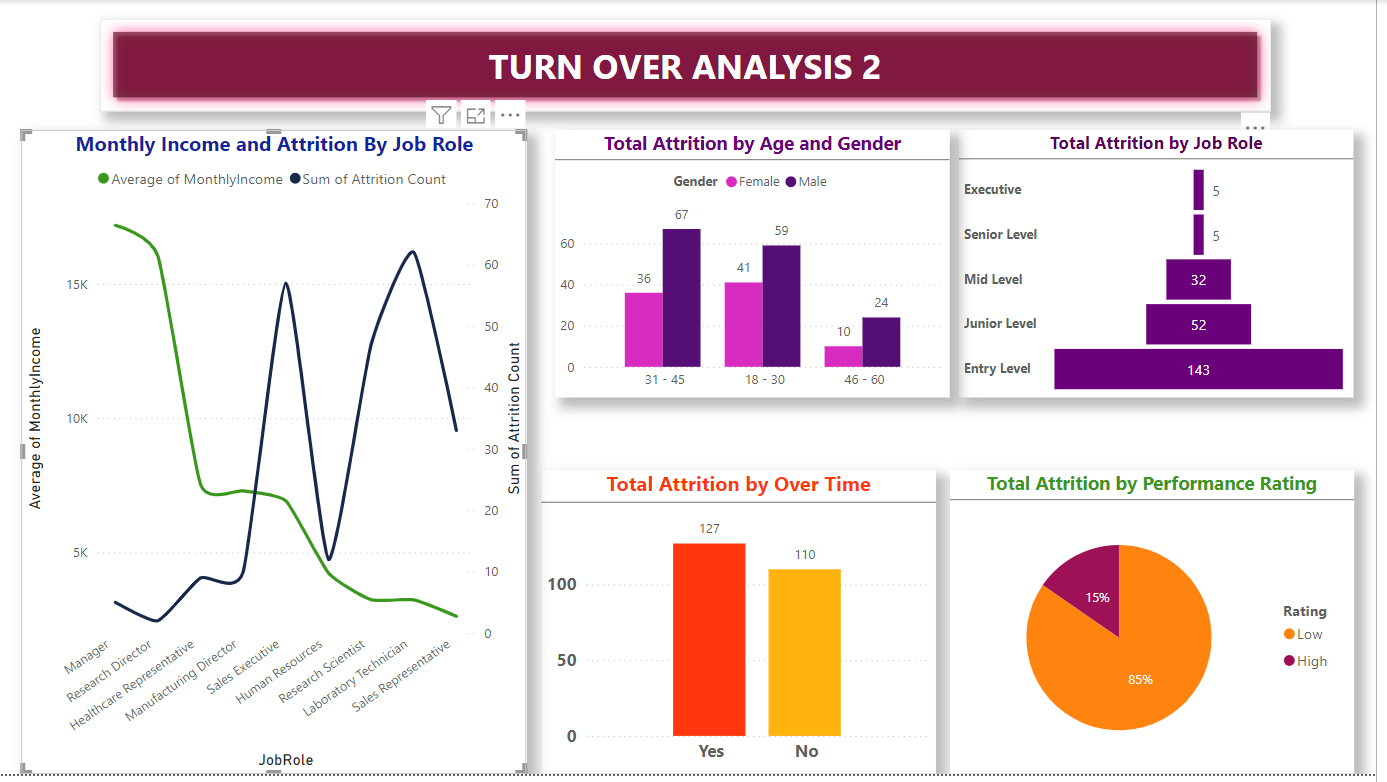 TURN OVER ANALYSIS 2
Monthly Income and Attrition By Job Role
Average of MonthlyIncome Sum of Attrition Count
Average of MonthlyIncome
15K
10K
5K
70
60
50
40
30
20
10
0
Sum of Attrition Count
Manager
Research Director
Healthcare Representative
Manufacturing Director
Sales Executive
Human Resources
Research Scientist
Laboratory Technician
Sales Representative
JobRole
Total Attrition by Age and Gender
Gender Female Male
60
40
20
0
36
67
41
59
10
24
31 - 45
18 - 30
46 - 60
Total Attrition by Job Role
Executive 5
Senior Level 5
Mid Level 32
Junior Level 52
Entry Level 143
Total Attrition by Over Time
100
50
0
127
110
Yes
No
Total Attrition by Performance Rating
15%
85%
Rating
Low
High